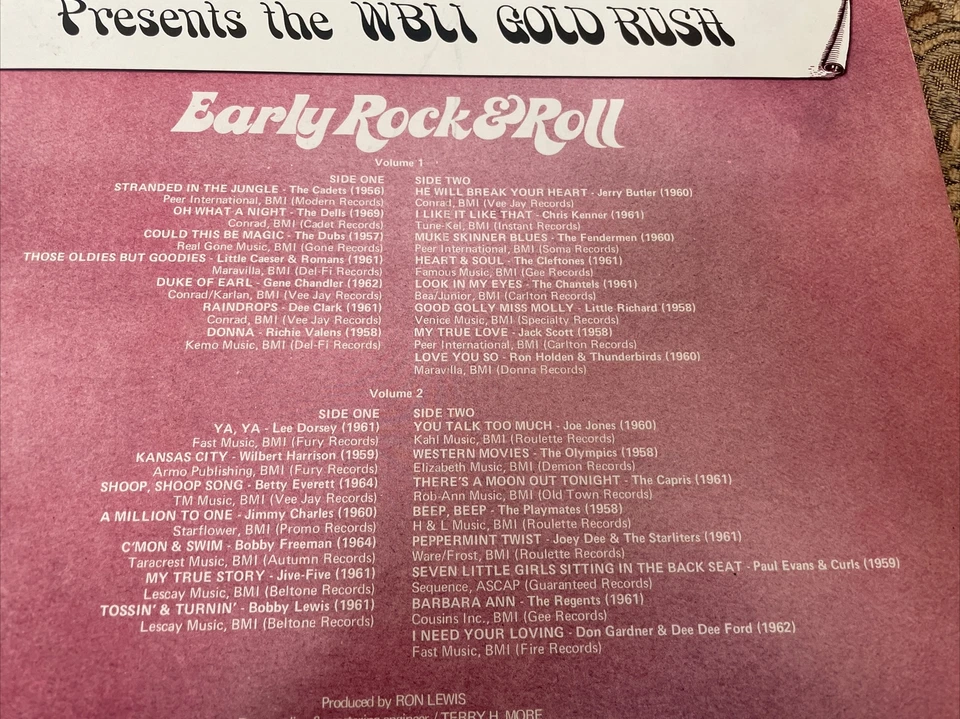 Presents the WBLI GOLD RUSH
Early Rock & Roll
Volume 1
SIDE ONE
STRANDED IN THE JUNGLE - The Cadets (1956)
Peer International, BMI (Modern Records)
OH WHAT A NIGHT - The Dells (1969)
Conrad, BMI (Cadet Records)
COULD THIS BE MAGIC - The Dubs (1957)
Real Gone Music, BMI (Gone Records)
THOSE OLDIES BUT GOODIES - Little Caeser & Romans (1961)
Maravilla, BMI (Del-Fi Records)
DUKE OF EARL - Gene Chandler (1962)
Conrad/Karlan, BMI (Vee Jay Records)
RAINDROPS - Dee Clark (1961)
Conrad, BMI (Vee Jay Records)
DONNA - Richie Valens (1958)
Kemo Music, BMI (Del-Fi Records)
SIDE TWO
HE WILL BREAK YOUR HEART - Jerry Butler (1960)
Conrad, BMI (Vee Jay Records)
I LIKE IT LIKE THAT - Chris Kenner (1961)
Tune-Kel, BMI (Instant Records)
MUKE SKINNER BLUES - The Fendermen (1960)
Peer International, BMI (Soma Records)
HEART & SOUL - The Cleftones (1961)
Famous Music, BMI (Gee Records)
LOOK IN MY EYES - The Chantels (1961)
Bea/Junior, BMI (Carlton Records)
GOOD GOLLY MISS MOLLY - Little Richard (1958)
Venice Music, BMI (Specialty Records)
MY TRUE LOVE - Jack Scott (1958)
Peer International, BMI (Carlton Records)
LOVE YOU SO - Ron Holden & Thunderbirds (1960)
Maravilla, BMI (Donna Records)
Volume 2
SIDE ONE
YA, YA - Lee Dorsey (1961)
Fast Music, BMI (Fury Records)
KANSAS CITY - Wilbert Harrison (1959)
Armo Publishing, BMI (Fury Records)
SHOOP, SHOOP SONG - Betty Everett (1964)
TM Music, BMI (Vee Jay Records)
A MILLION TO ONE - Jimmy Charles (1960)
Starflower, BMI (Promo Records)
C'MON & SWIM - Bobby Freeman (1964)
Taracrest Music, BMI (Autumn Records)
MY TRUE STORY - Jive-Five (1961)
Lescay Music, BMI (Beltone Records)
TOSSIN' & TURNIN' - Bobby Lewis (1961)
Lescay Music, BMI (Beltone Records)
SIDE TWO
YOU TALK TOO MUCH - Joe Jones (1960)
Kahl Music, BMI (Roulette Records)
WESTERN MOVIES - The Olympics (1958)
Elizabeth Music, BMI (Demon Records)
THERE'S A MOON OUT TONIGHT - The Capris (1961)
Rob-Ann Music, BMI (Old Town Records)
BEEP, BEEP - The Playmates (1958)
H & L Music, BMI (Roulette Records)
PEPPERMINT TWIST - Joey Dee & The Starliters (1961)
Ware/Frost, BMI (Roulette Records)
SEVEN LITTLE GIRLS SITTING IN THE BACK SEAT - Paul Evans & Curls (1959)
Sequence, ASCAP (Guaranteed Records)
BARBARA ANN - The Regents (1961)
Cousins Inc., BMI (Gee Records)
I NEED YOUR LOVING - Don Gardner & Dee Dee Ford (1962)
Fast Music, BMI (Fire Records)
Produced by RON LEWIS
engineer / TERRY H. MORE